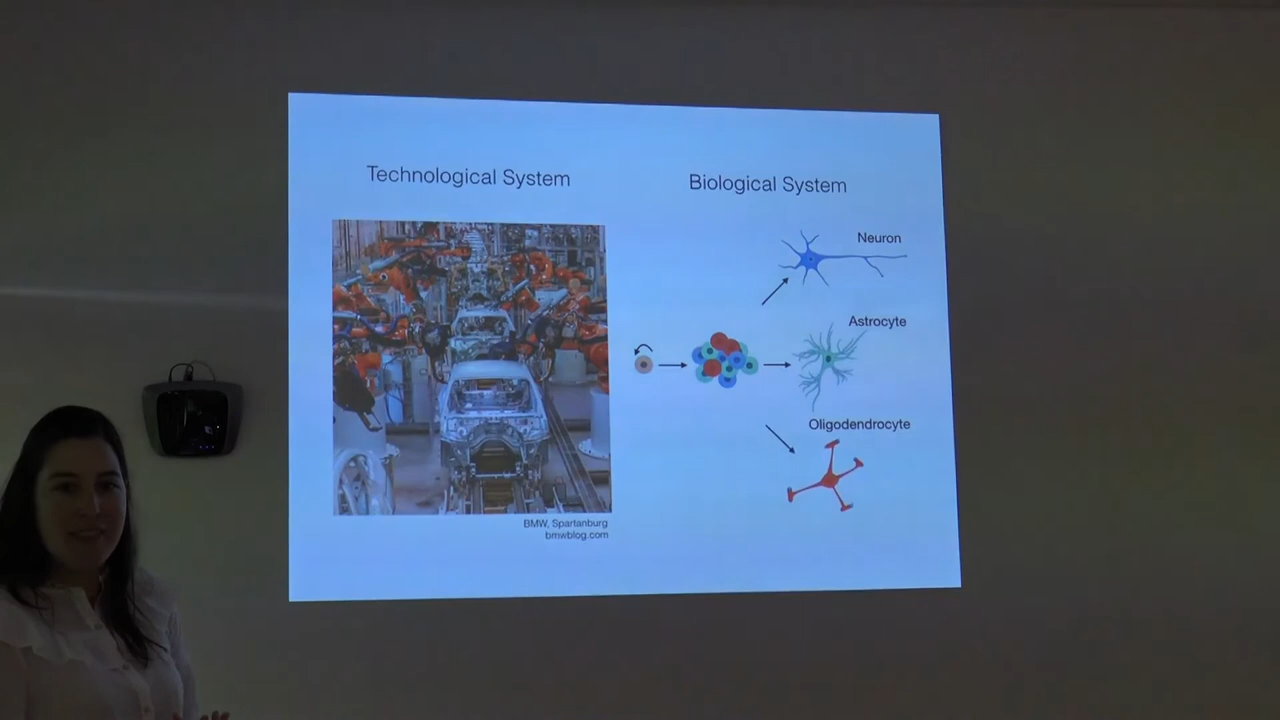 Technological System
BMW, Spartanburg
bmwblog.com
Biological System
Neuron
Astrocyte
Oligodendrocyte